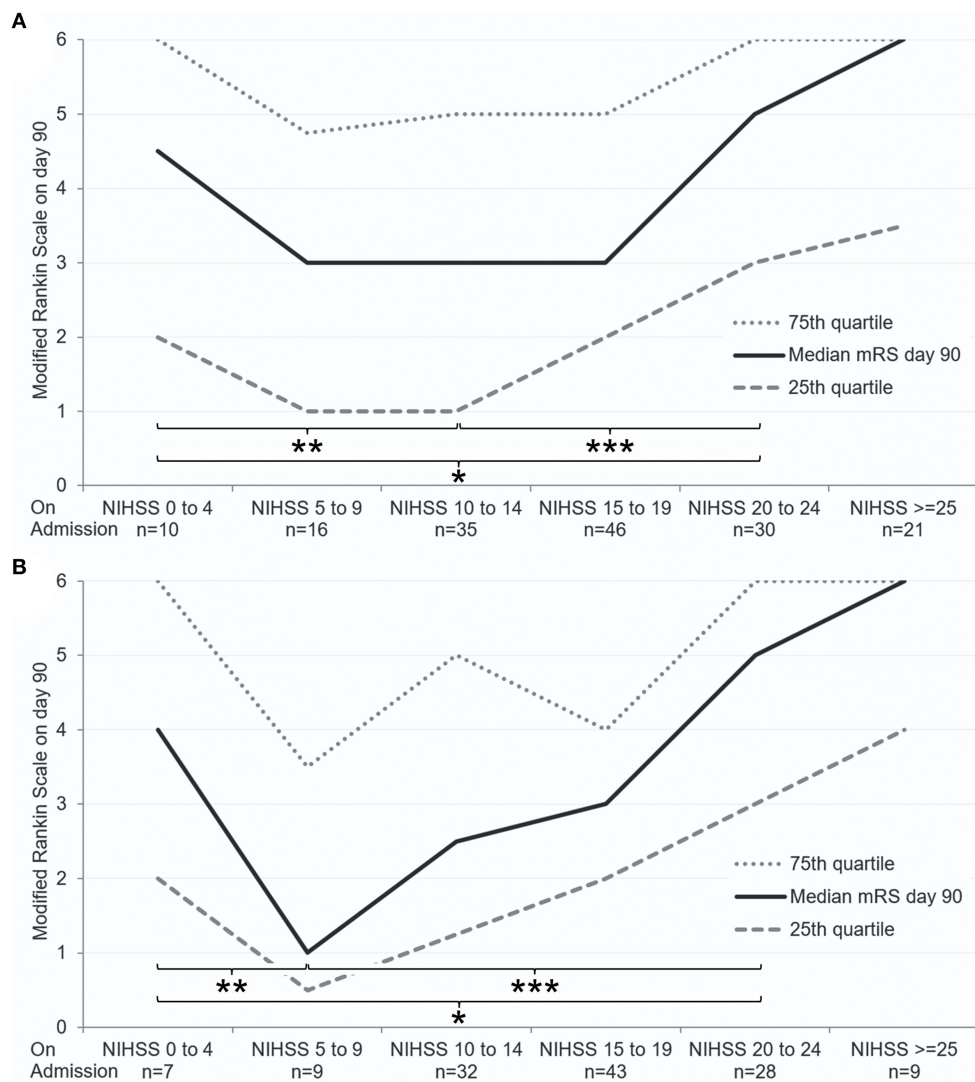 A
Modified Rankin Scale on day 90
6
5
4
3
2
1
0
75th quartile
Median mRS day 90
25th quartile
** ***
*
On Admission
NIHSS 0 to 4 NIHSS 5 to 9 NIHSS 10 to 14 NIHSS 15 to 19 NIHSS 20 to 24 NIHSS >=25
n=10 n=16 n=35 n=46 n=30 n=21
B
Modified Rankin Scale on day 90
6
5
4
3
2
1
0
75th quartile
Median mRS day 90
25th quartile
** ***
*
On Admission
NIHSS 0 to 4 NIHSS 5 to 9 NIHSS 10 to 14 NIHSS 15 to 19 NIHSS 20 to 24 NIHSS >=25
n=7 n=9 n=32 n=43 n=28 n=9